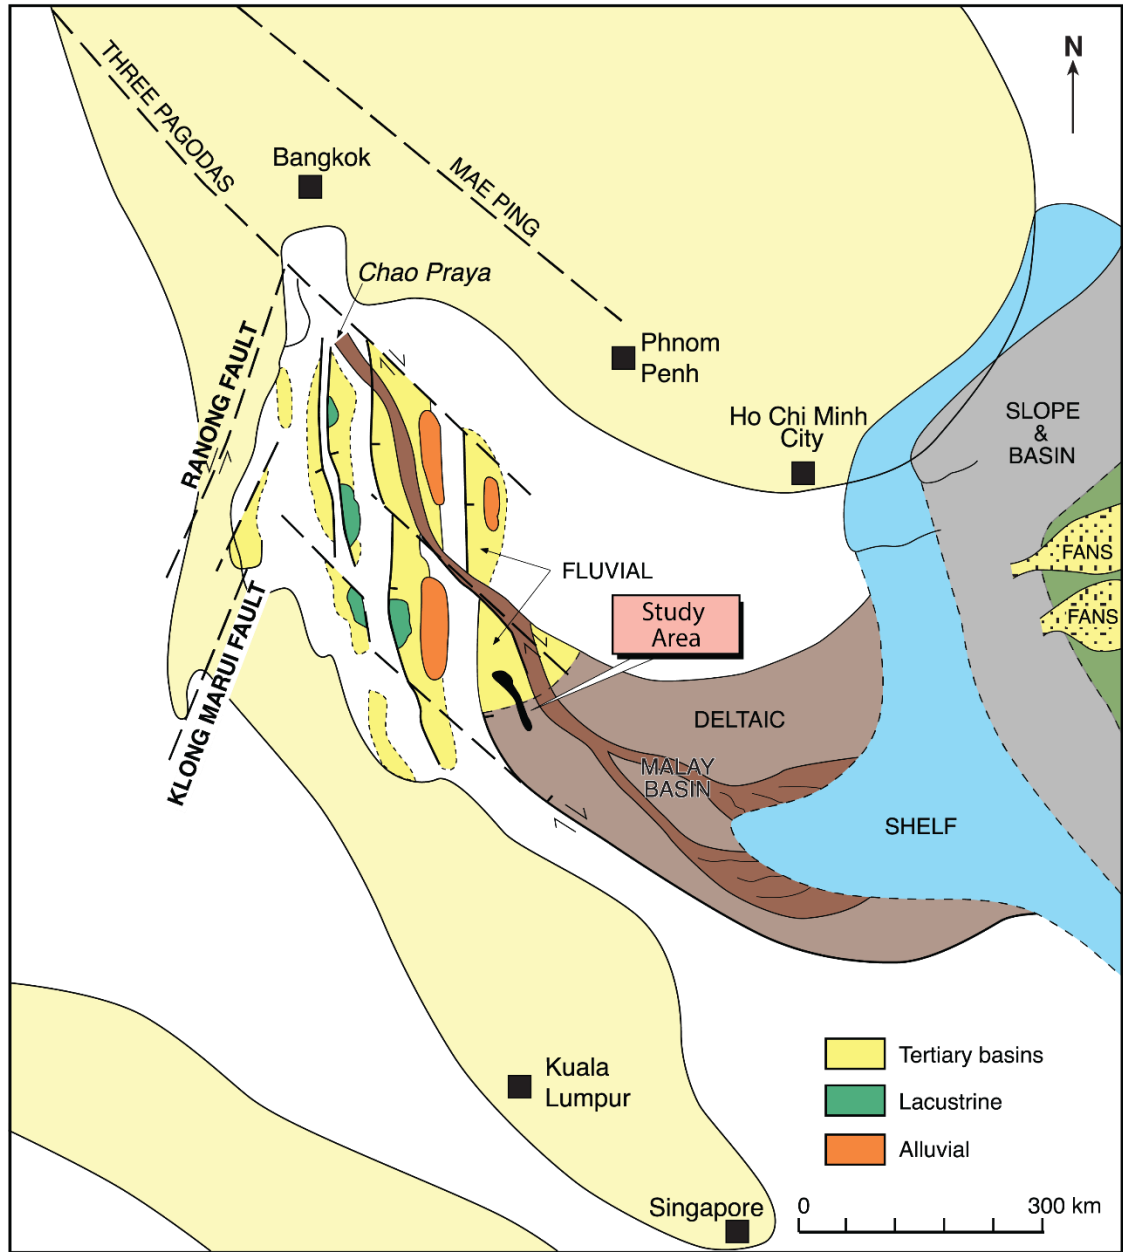 N
THREE PAGODAS
MAE PING
Bangkok
Chao Praya
RANONG FAULT
Phnom
Penh
Ho Chi Minh
City
SLOPE
&
BASIN
FANS
FANS
FLUVIAL
Study
Area
KLONG MARUI FAULT
DELTAIC
MALAY
BASIN
SHELF
Tertiary basins
Lacustrine
Alluvial
Kuala
Lumpur
Singapore
0 300 km